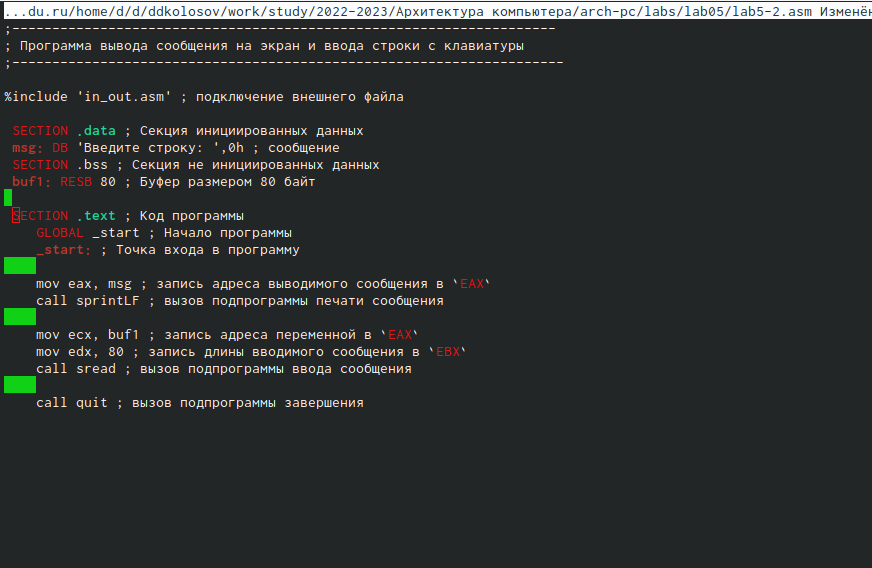 ...du.ru/home/d/d/ddkolosov/work/study/2022-2023/Архитектура компьютера/arch-pc/labs/lab05/lab5-2.asm Изменён
;--------------------------------------------------------------------
; Программа вывода сообщения на экран и ввода строки с клавиатуры
;---------------------------------------------------------------------
%include 'in_out.asm' ; подключение внешнего файла
SECTION .data ; Секция инициированных данных
msg: DB 'Введите строку: ',0h ; сообщение
SECTION .bss ; Секция не инициированных данных
buf1: RESB 80 ; Буфер размером 80 байт
SECTION .text ; Код программы
GLOBAL _start ; Начало программы
_start: ; Точка входа в программу
mov eax, msg ; запись адреса выводимого сообщения в `EAX`
call sprintLF ; вызов подпрограммы печати сообщения
mov ecx, buf1 ; запись адреса переменной в `EAX`
mov edx, 80 ; запись длины вводимого сообщения в `EBX`
call sread ; вызов подпрограммы ввода сообщения
call quit ; вызов подпрограммы завершения